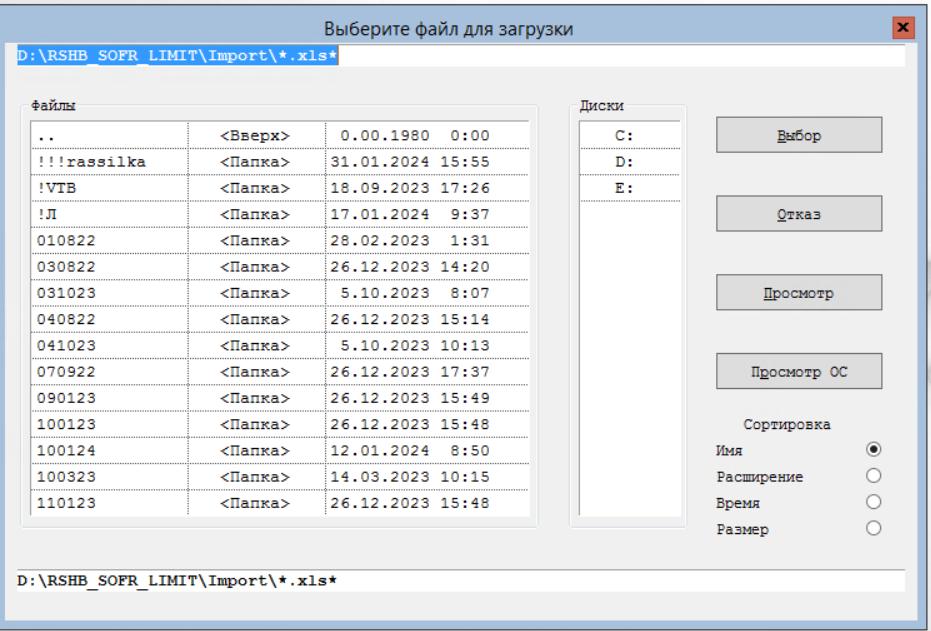 Выберите файл для загрузки
D:\RSHB_SOFR_LIMIT\Import\*.xls*
Файлы
.. <Вверх> 0.00.1980 0:00
!!!rassilka <Папка> 31.01.2024 15:55
!VTB <Папка> 18.09.2023 17:26
!Л <Папка> 17.01.2024 9:37
010822 <Папка> 28.02.2023 1:31
030822 <Папка> 26.12.2023 14:20
031023 <Папка> 5.10.2023 8:07
040822 <Папка> 26.12.2023 15:14
041023 <Папка> 5.10.2023 10:13
070922 <Папка> 26.12.2023 17:37
090123 <Папка> 26.12.2023 15:49
100123 <Папка> 26.12.2023 15:48
100124 <Папка> 12.01.2024 8:50
100323 <Папка> 14.03.2023 10:15
110123 <Папка> 26.12.2023 15:48
Диски
C:
D:
E:
Выбор
Отказ
Просмотр
Просмотр ОС
Сортировка
Имя
Расширение
Время
Размер
D:\RSHB_SOFR_LIMIT\Import\*.xls*